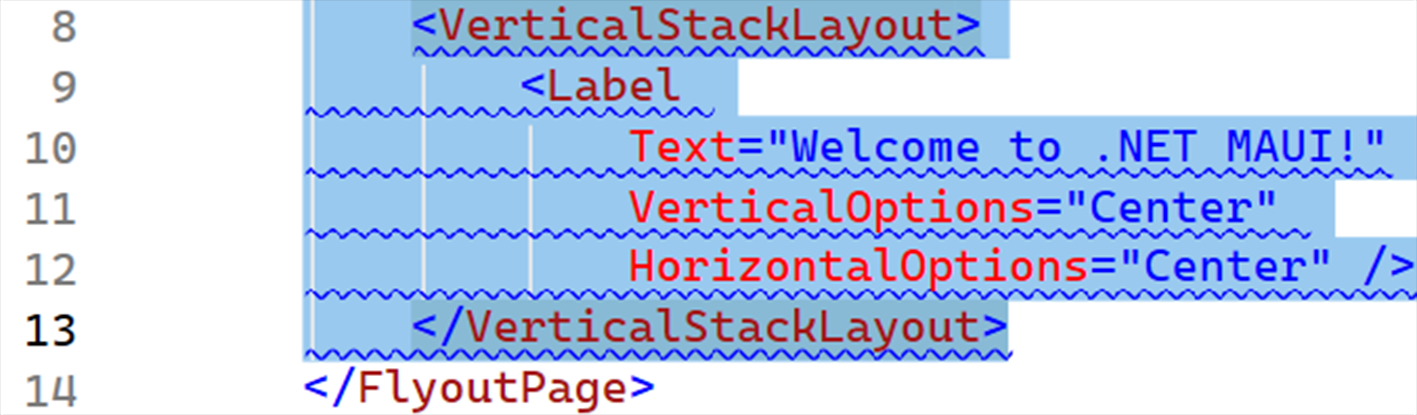 8 <VerticalStackLayout>
9 <Label
10 Text="Welcome to .NET MAUI!"
11 VerticalOptions="Center"
12 HorizontalOptions="Center" />
13 </VerticalStackLayout>
14 </FlyoutPage>